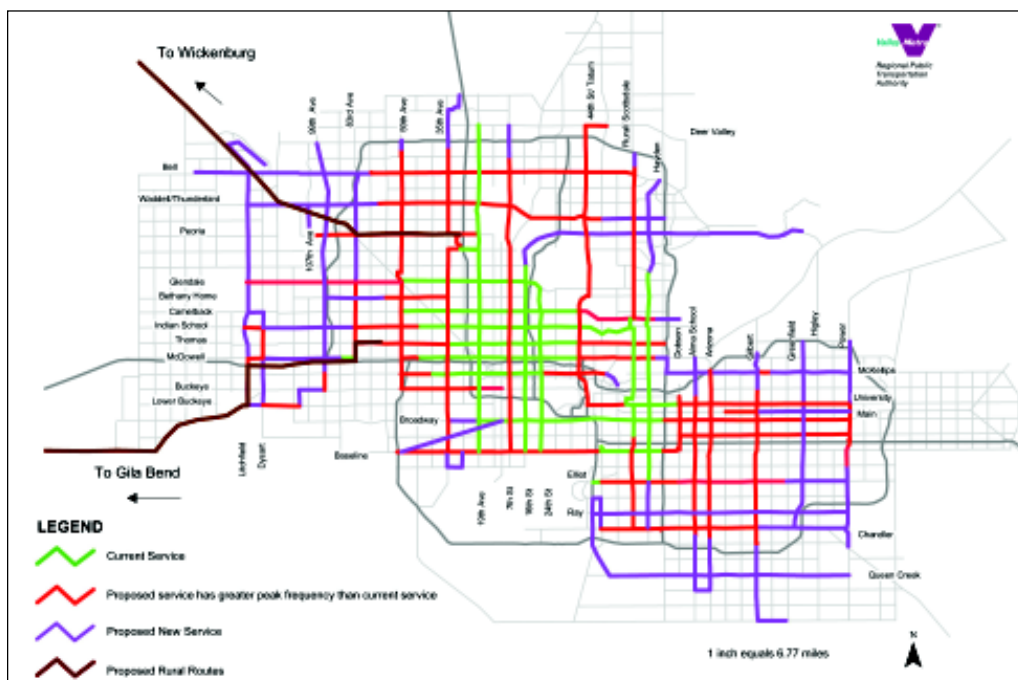 To Wickenburg
Valley Metro
Regional Public
Transportation
Authority
99th Ave
83rd Ave
59th Ave
35th Ave
44th St/ Tatum
Rural/Scottsdale
Hayden
Deer Valley
Bell
Waddell/Thunderbird
Peoria
107th Ave
Glendale
Bethany Home
Camelback
Indian School
Thomas
McDowell
Buckeye
Lower Buckeye
Dobson
Alma School
Arizona
Gilbert
Greenfield
Higley
Power
McKellips
University
Main
Broadway
Baseline
Litchfield
Dysart
To Gila Bend
19th Ave
7th St
16th St
24th St
Elliot
Ray
Chandler
Queen Creek
LEGEND
Current Service
Proposed service has greater peak frequency than current service
Proposed New Service
Proposed Rural Routes
1 inch equals 6.77 miles
N